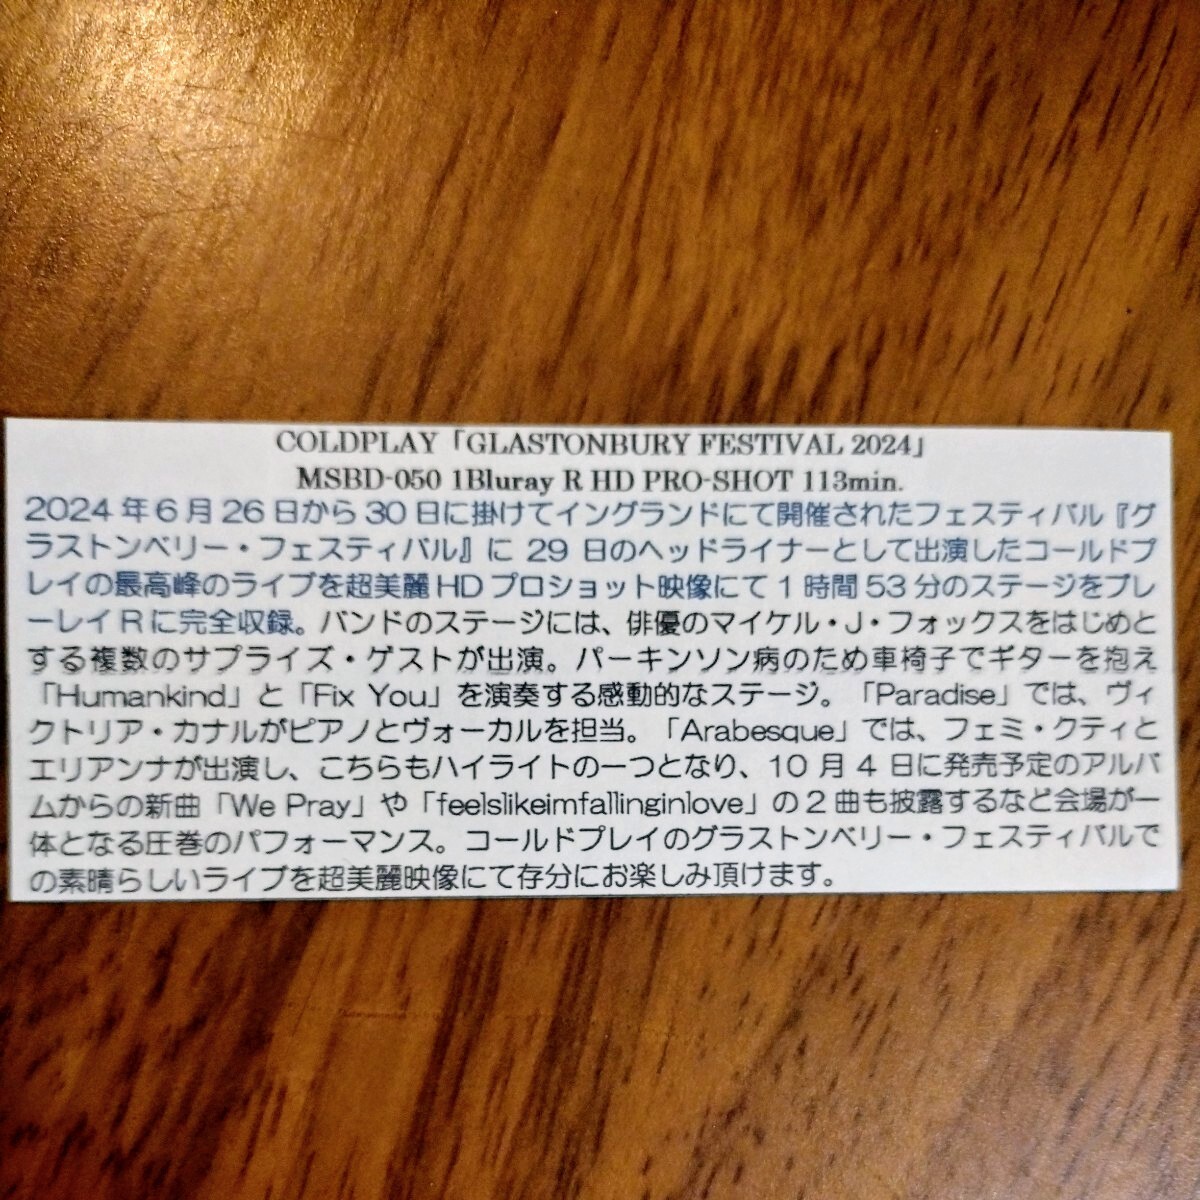 COLDPLAY「GLASTONBURY FESTIVAL 2024」
MSBD-050 1Bluray R HD PRO-SHOT 113min.
2024年6月26日から30日に掛けてイングランドにて開催されたフェスティバル『グ
ラストンベリー・フェスティバル』に29日のヘッドライナーとして出演したコールドプ
レイの最高峰のライブを超美麗HDプロショット映像にて1時間53分のステージをブル
ーレイRに完全収録。バンドのステージには、俳優のマイケル・J・フォックスをはじめと
する複数のサプライズ・ゲストが出演。パーキンソン病のため車椅子でギターを抱え
「Humankind」と「Fix You」を演奏する感動的なステージ。「Paradise」では、ヴィ
クトリア・カナルがピアノとヴォーカルを担当。「Arabesque」では、フェミ・クティと
エリアンナが出演し、こちらもハイライトの一つとなり、10月4日に発売予定のアルバ
ムからの新曲「We Pray」や「feelslikeimfallinginlove」の2曲も披露するなど会場が一
体となる圧巻のパフォーマンス。コールドプレイのグラストンベリー・フェスティバルで
の素晴らしいライブを超美麗映像にて存分にお楽しみ頂けます。